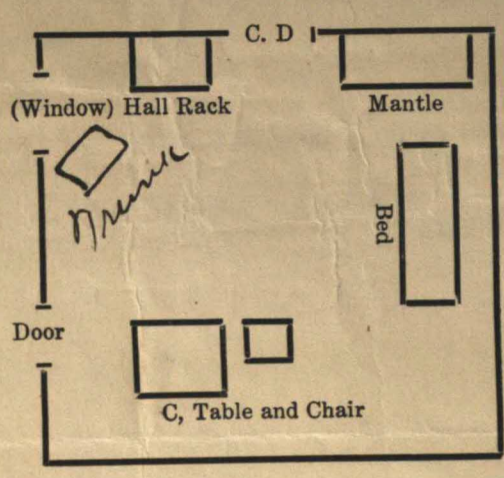 C. D
(Window) Hall Rack
Mantle
Bed
Door
C, Table and Chair